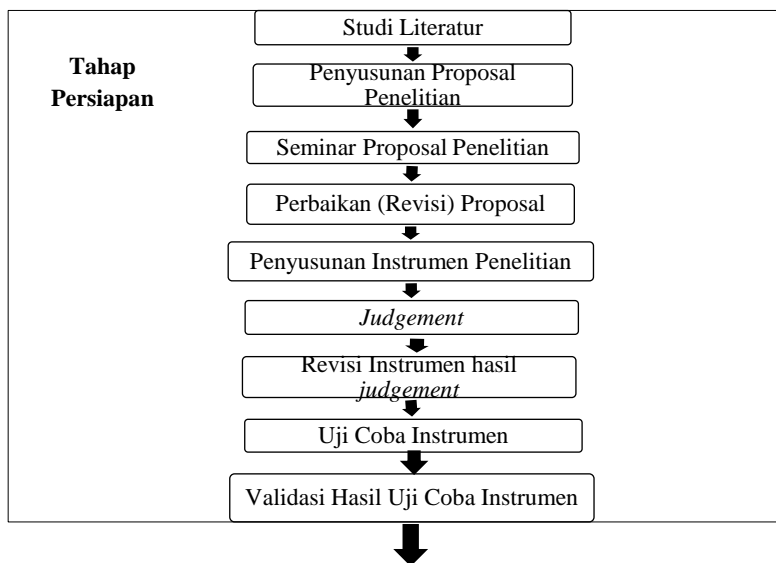 Studi Literatur
Tahap
Persiapan
Penyusunan Proposal
Penelitian
Seminar Proposal Penelitian
Perbaikan (Revisi) Proposal
Penyusunan Instrumen Penelitian
Judgement
Revisi Instrumen hasil
judgement
Uji Coba Instrumen
Validasi Hasil Uji Coba Instrumen